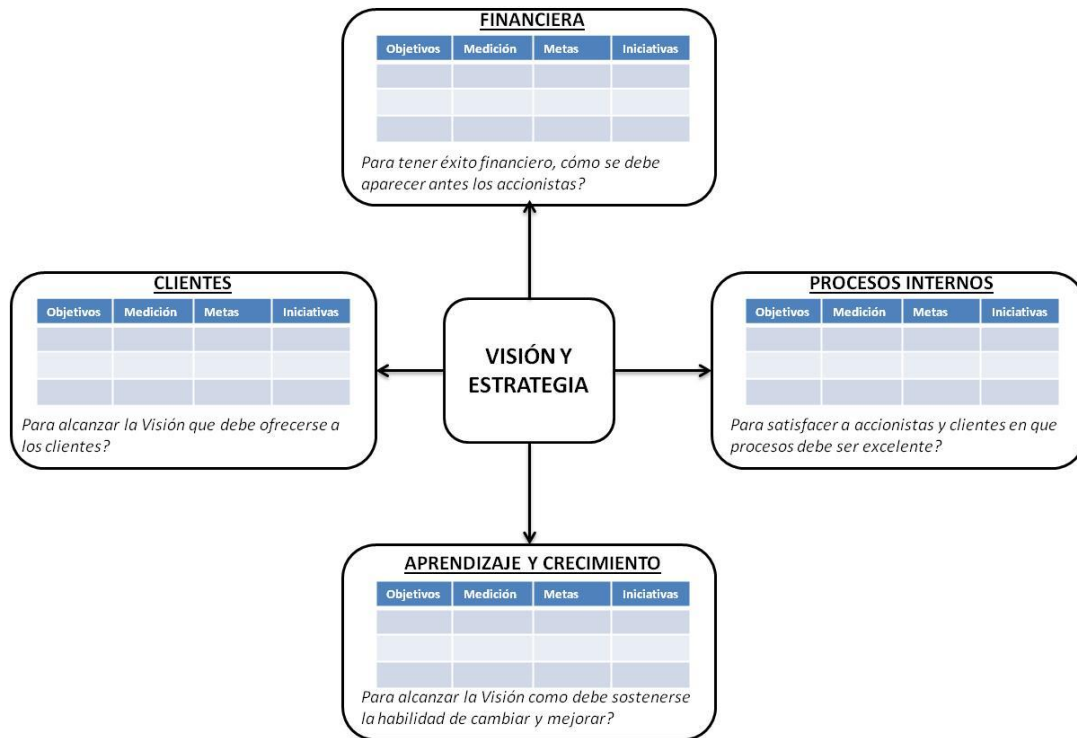 FINANCIERA
Objetivos Medición Metas Iniciativas
Para tener éxito financiero, cómo se debe
aparecer antes los accionistas?
CLIENTES
Objetivos Medición Metas Iniciativas
Para alcanzar la Visión que debe ofrecerse a
los clientes?
VISIÓN Y
ESTRATEGIA
PROCESOS INTERNOS
Objetivos Medición Metas Iniciativas
Para satisfacer a accionistas y clientes en que
procesos debe ser excelente?
APRENDIZAJE Y CRECIMIENTO
Objetivos Medición Metas Iniciativas
Para alcanzar la Visión como debe sostenerse
la habilidad de cambiar y mejorar?